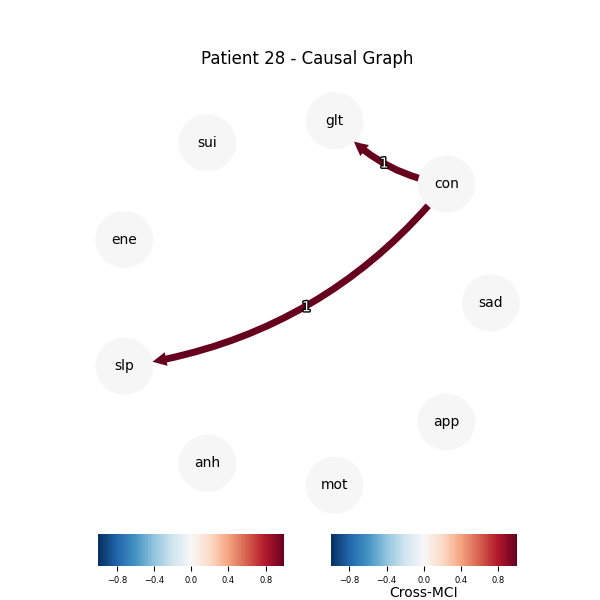 Patient 28 - Causal Graph
glt
sui
1
con
ene
sad
1
slp
app
anh
mot
−0.8 −0.4 0.0 0.4 0.8
−0.8 −0.4 0.0 0.4 0.8
Cross-MCI